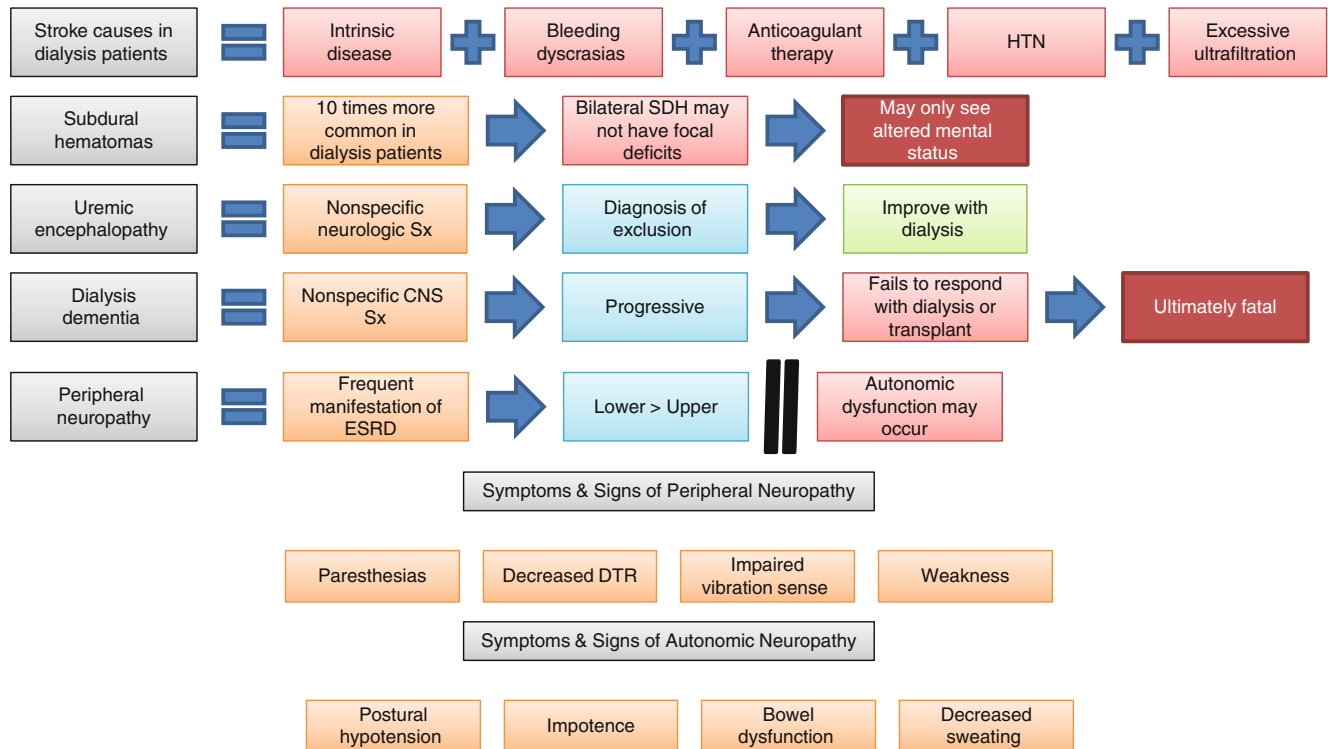 Stroke causes in
dialysis patients
Intrinsic
disease
Bleeding
dyscrasias
Anticoagulant
therapy
HTN
Excessive
ultrafiltration
Subdural
hematomas
10 times more
common in
dialysis patients
Bilateral SDH may
not have focal
deficits
May only see
altered mental
status
Uremic
encephalopathy
Nonspecific
neurologic Sx
Diagnosis of
exclusion
Improve with
dialysis
Dialysis
dementia
Nonspecific CNS
Sx
Progressive
Fails to respond
with dialysis or
transplant
Ultimately fatal
Peripheral
neuropathy
Frequent
manifestation of
ESRD
Lower > Upper
Autonomic
dysfunction may
occur
Symptoms & Signs of Peripheral Neuropathy
Paresthesias
Decreased DTR
Impaired
vibration sense
Weakness
Symptoms & Signs of Autonomic Neuropathy
Postural
hypotension
Impotence
Bowel
dysfunction
Decreased
sweating